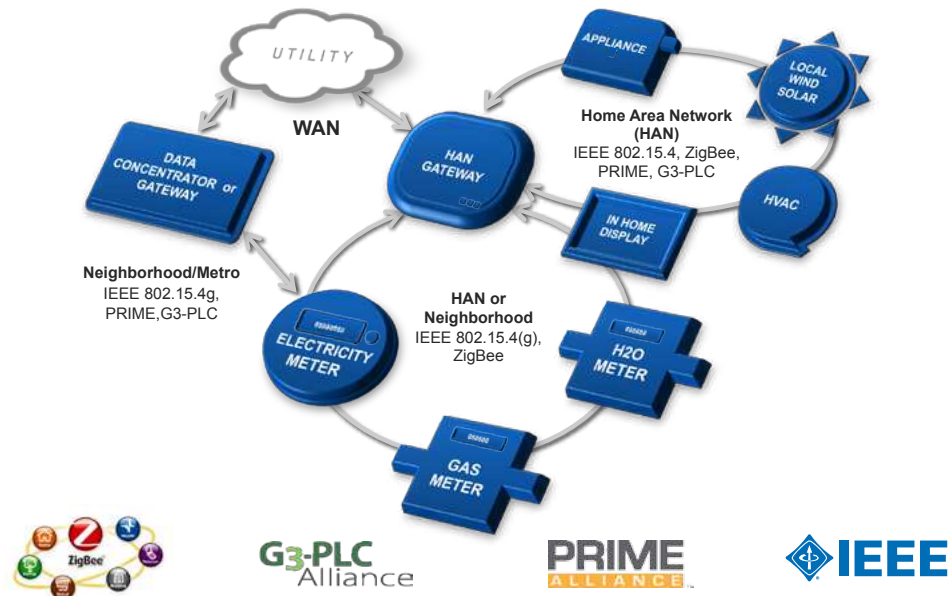 UTILITY
WAN
DATA
CONCENTRATOR or
GATEWAY
HAN
GATEWAY
APPLIANCE
LOCAL
WIND
SOLAR
Home Area Network
(HAN)
IEEE 802.15.4, ZigBee,
PRIME, G3-PLC
HVAC
IN HOME
DISPLAY
Neighborhood/Metro
IEEE 802.15.4g,
PRIME,G3-PLC
HAN or
Neighborhood
IEEE 802.15.4(g),
ZigBee
ELECTRICITY
METER
H2O
METER
GAS
METER
ZigBee
G3-PLC
Alliance
PRIME
ALLIANCE
IEEE